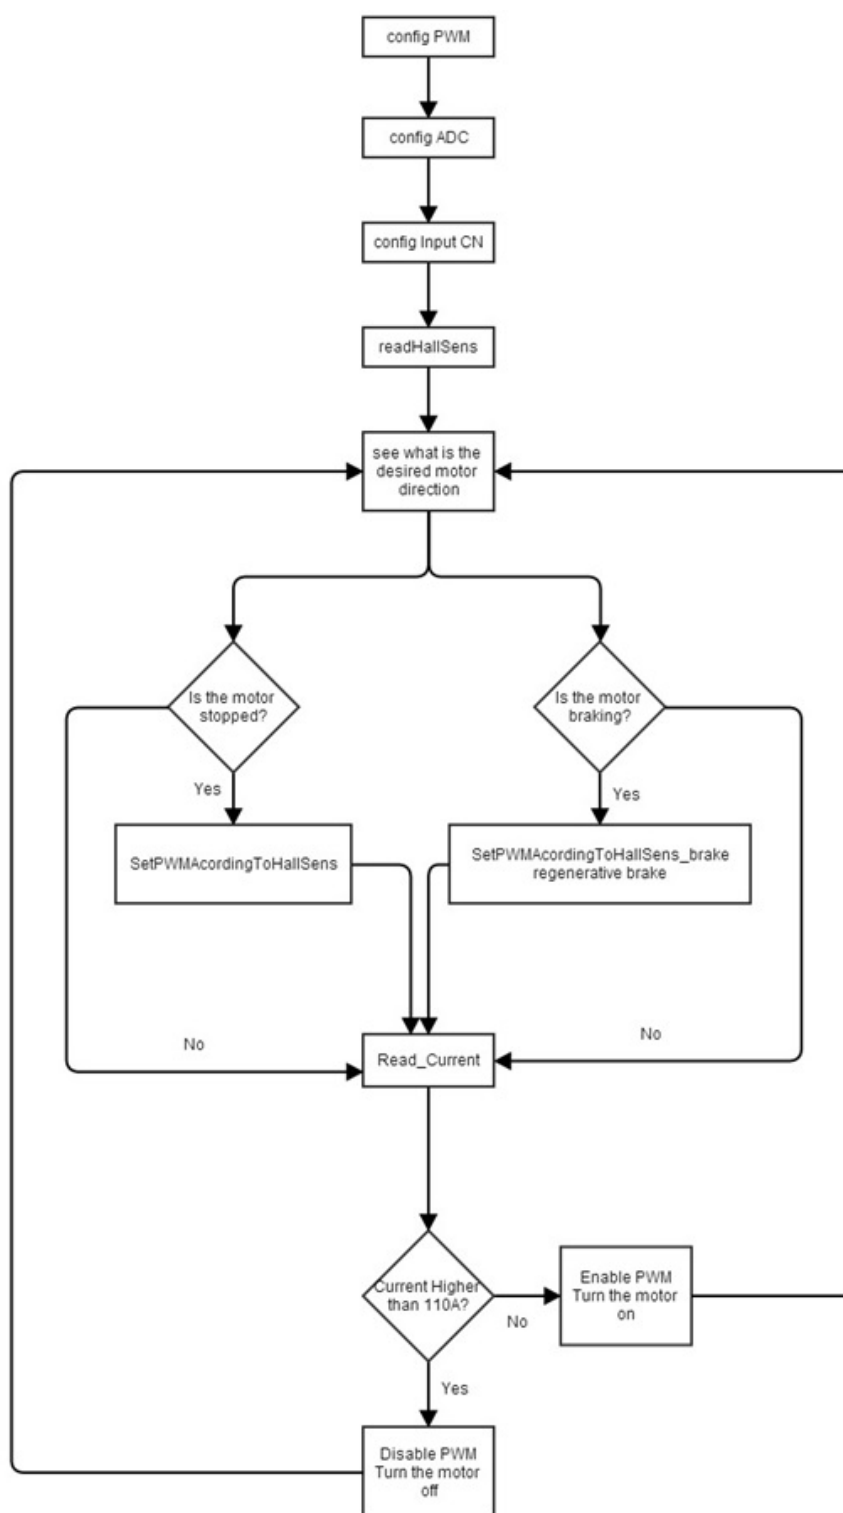 config PWM
config ADC
config Input CN
readHallSens
see what is the
desired motor
direction
Is the motor
stopped?
Is the motor
braking?
Yes
Yes
SetPWMAcordingToHallSens
SetPWMAcordingToHallSens_brake
regenerative brake
No
No
Read_Current
Current Higher
than 110A?
No
Enable PWM
Turn the motor
on
Yes
Disable PWM
Turn the motor
off